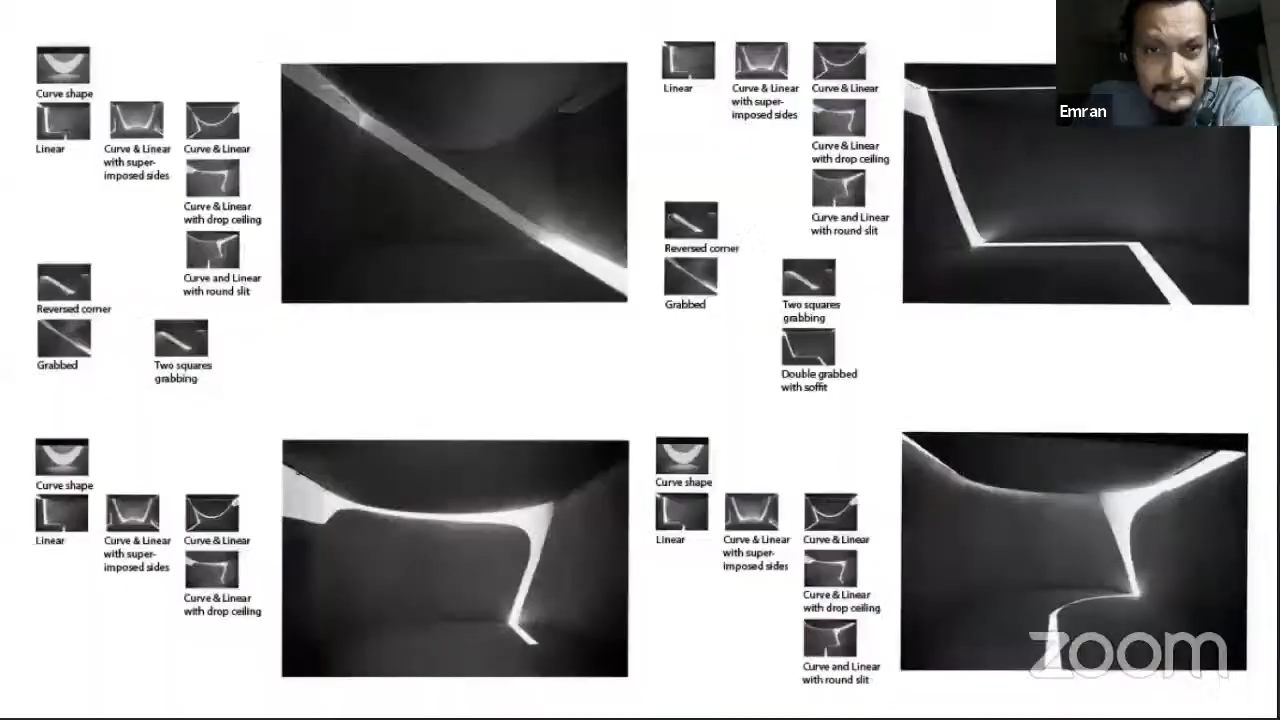 Curve shape
Linear
Curve & Linear
with super-
imposed sides
Curve & Linear
Curve & Linear
with drop ceiling
Curve and Linear
with round slit
Reversed corner
Grabbed
Two squares
grabbing
Linear
Curve & Linear
with super-
imposed sides
Curve & Linear
Curve & Linear
with drop ceiling
Curve and Linear
with round slit
Reversed corner
Grabbed
Two squares
grabbing
Double grabbed
with soffit
Emran
Curve shape
Linear
Curve & Linear
with super-
imposed sides
Curve & Linear
Curve & Linear
with drop ceiling
Curve shape
Linear
Curve & Linear
with super-
imposed sides
Curve & Linear
Curve & Linear
with drop ceiling
Curve and Linear
with round slit
zoom